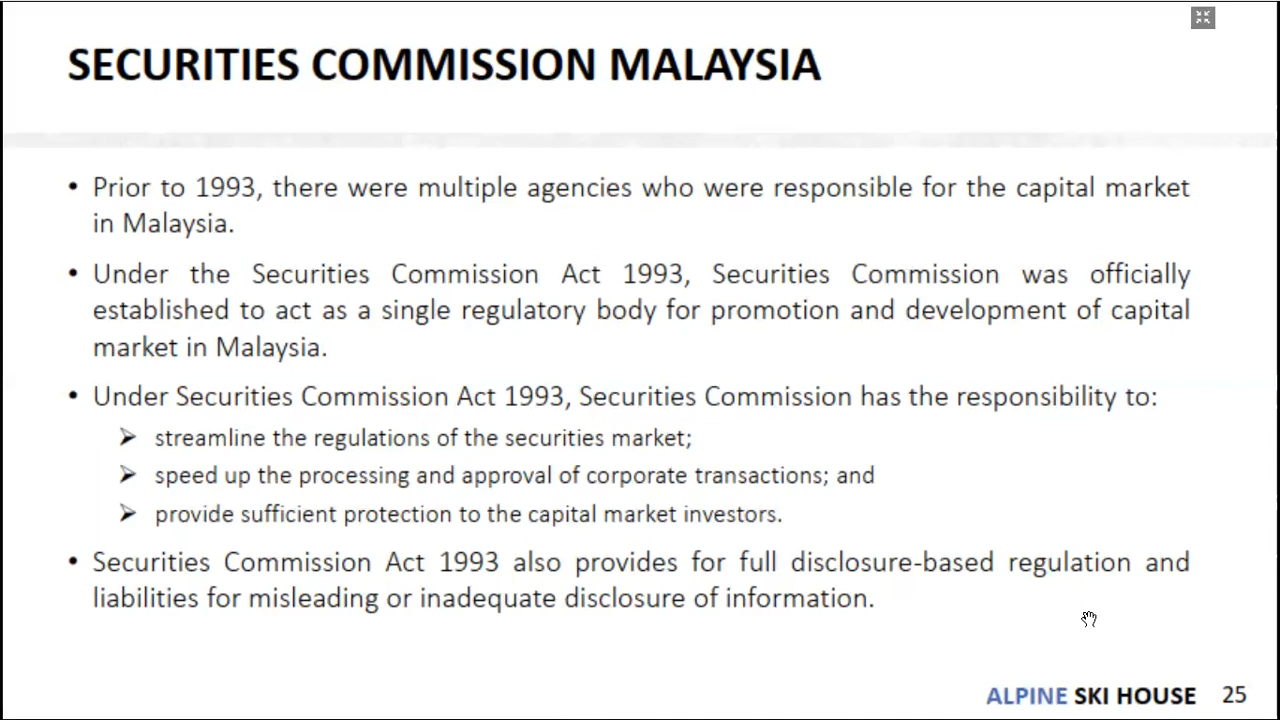 SECURITIES COMMISSION MALAYSIA
• Prior to 1993, there were multiple agencies who were responsible for the capital market
in Malaysia.
• Under the Securities Commission Act 1993, Securities Commission was officially
established to act as a single regulatory body for promotion and development of capital
market in Malaysia.
• Under Securities Commission Act 1993, Securities Commission has the responsibility to:
➢ streamline the regulations of the securities market;
➢ speed up the processing and approval of corporate transactions; and
➢ provide sufficient protection to the capital market investors.
• Securities Commission Act 1993 also provides for full disclosure-based regulation and
liabilities for misleading or inadequate disclosure of information.
ALPINE SKI HOUSE 25